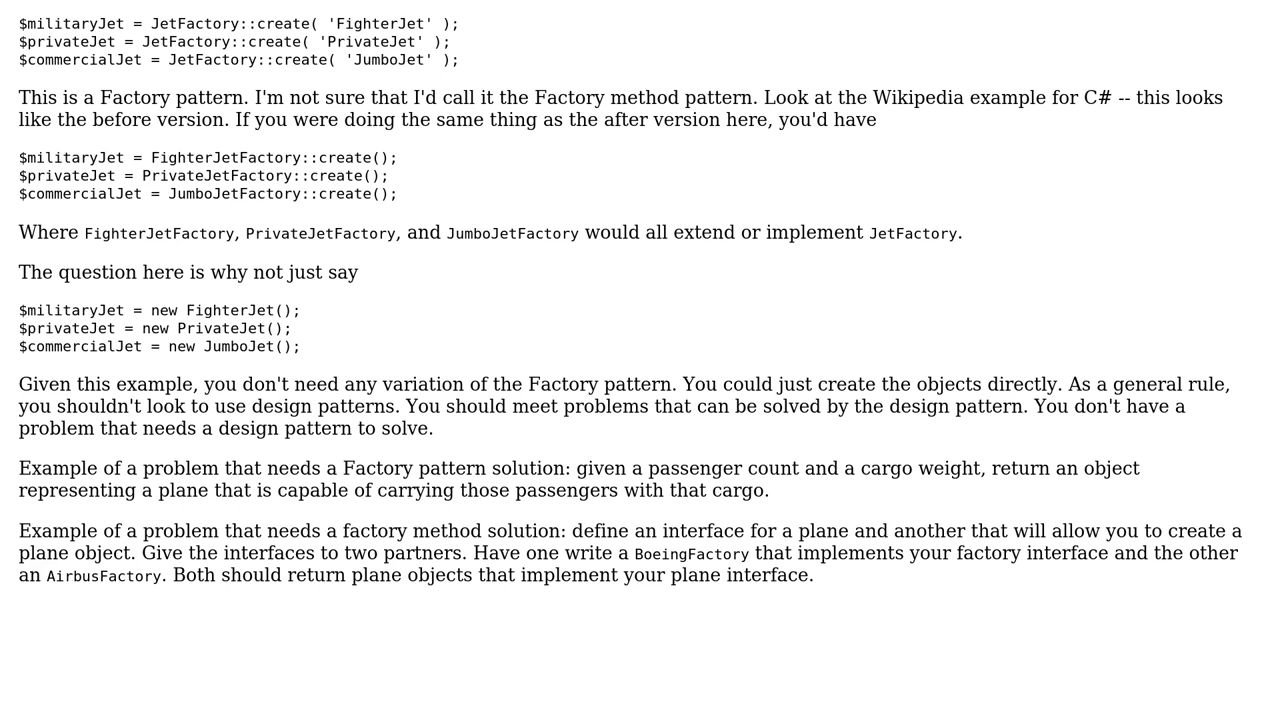 $militaryJet = JetFactory::create( 'FighterJet' );
$privateJet = JetFactory::create( 'PrivateJet' );
$commercialJet = JetFactory::create( 'JumboJet' );
This is a Factory pattern. I'm not sure that I'd call it the Factory method pattern. Look at the Wikipedia example for C# -- this looks
like the before version. If you were doing the same thing as the after version here, you'd have
$militaryJet = FighterJetFactory::create();
$privateJet = PrivateJetFactory::create();
$commercialJet = JumboJetFactory::create();
Where FighterJetFactory, PrivateJetFactory, and JumboJetFactory would all extend or implement JetFactory.
The question here is why not just say
$militaryJet = new FighterJet();
$privateJet = new PrivateJet();
$commercialJet = new JumboJet();
Given this example, you don't need any variation of the Factory pattern. You could just create the objects directly. As a general rule,
you shouldn't look to use design patterns. You should meet problems that can be solved by the design pattern. You don't have a
problem that needs a design pattern to solve.
Example of a problem that needs a Factory pattern solution: given a passenger count and a cargo weight, return an object
representing a plane that is capable of carrying those passengers with that cargo.
Example of a problem that needs a factory method solution: define an interface for a plane and another that will allow you to create a
plane object. Give the interfaces to two partners. Have one write a BoeingFactory that implements your factory interface and the other
an AirbusFactory. Both should return plane objects that implement your plane interface.